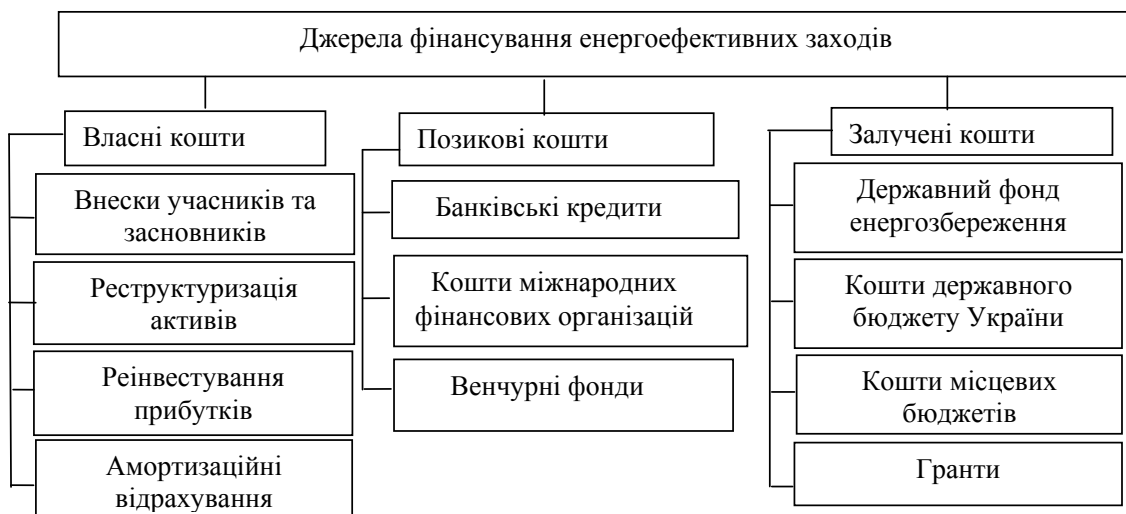 Джерела фінансування енергоефективних заходів
Власні кошти
Внески учасників та
засновників
Реструктуризація
активів
Реінвестування
прибутків
Амортизаційні
відрахування
Позикові кошти
Банківські кредити
Кошти міжнародних
фінансових організацій
Венчурні фонди
Залучені кошти
Державний фонд
енергозбереження
Кошти державного
бюджету України
Кошти місцевих
бюджетів
Гранти